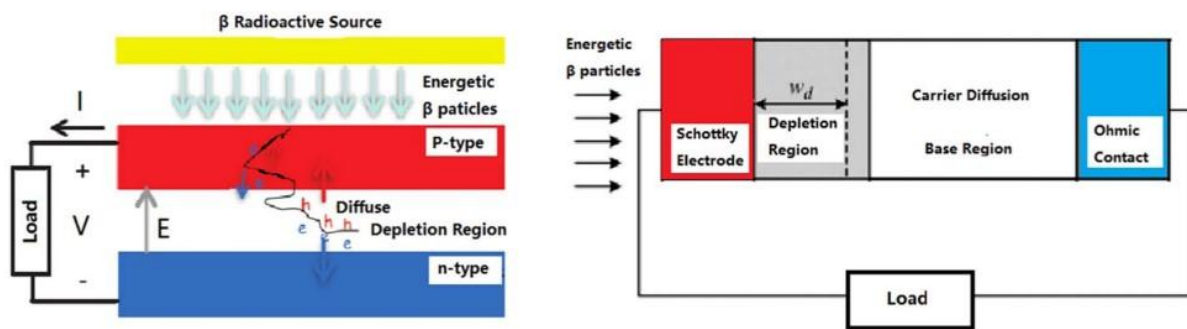 β Radioactive Source
Energetic
β paticles
I
P-type
+
Load
V
E
e
e
h
Diffuse
h
h
e
e
e
Depletion Region
-
n-type
Energetic
β particles
Schottky
Electrode
w_d
Depletion
Region
Carrier Diffusion
Base Region
Ohmic
Contact
Load